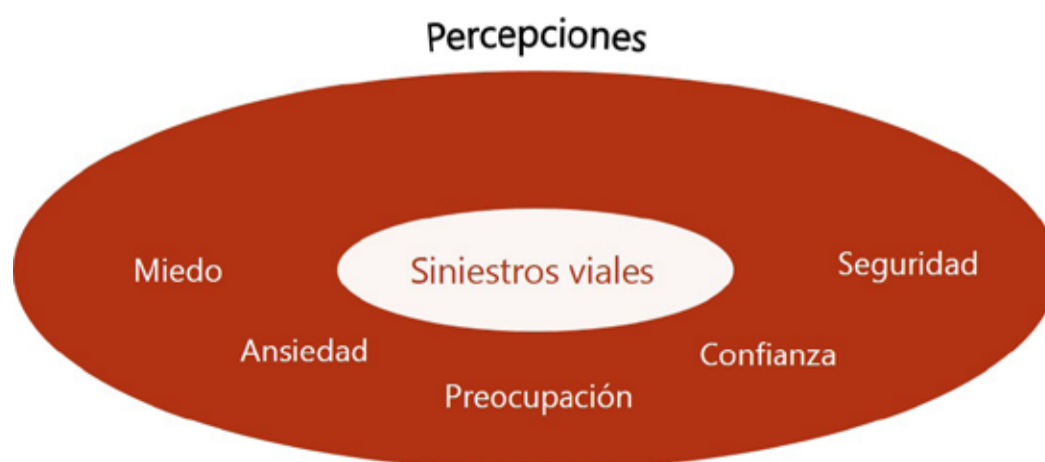 Percepciones
Miedo
Siniestros viales
Seguridad
Ansiedad
Confianza
Preocupación